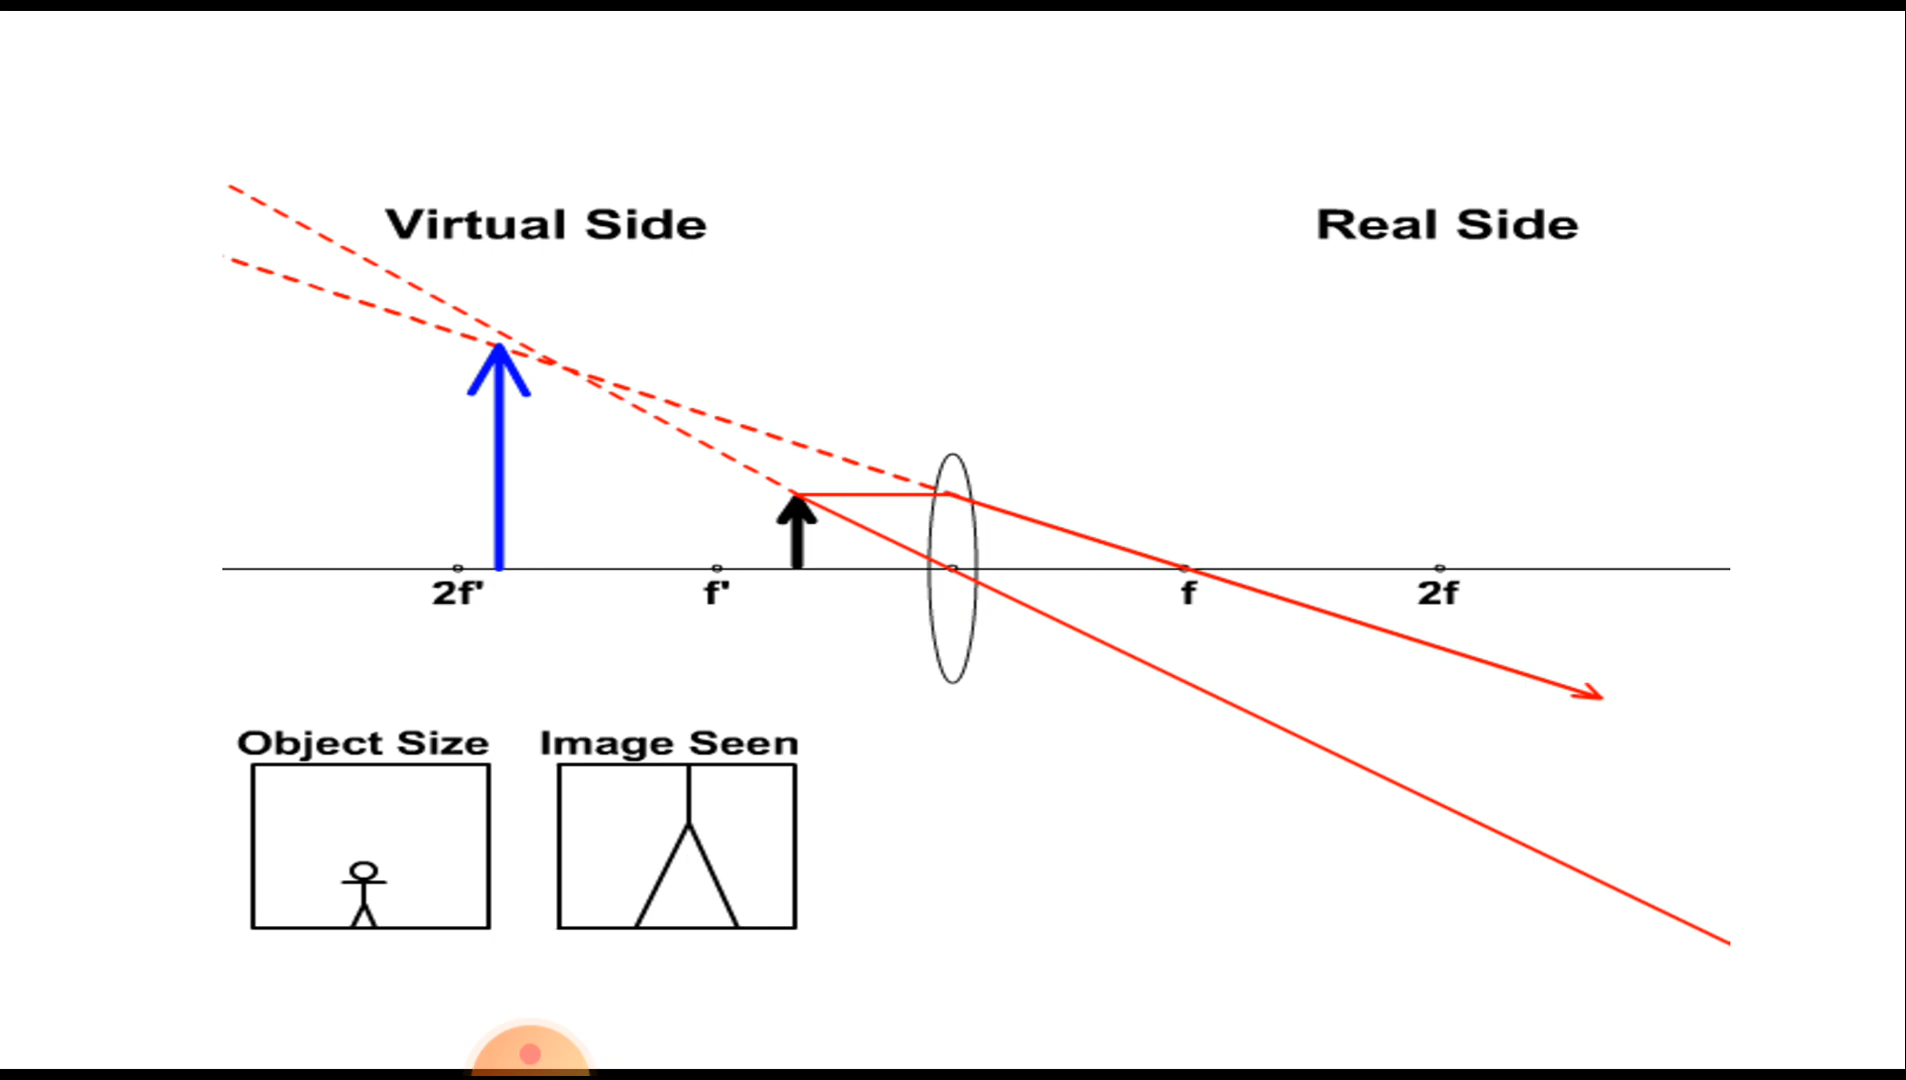 Virtual Side
Real Side
2f'
f'
f
2f
Object Size
Image Seen